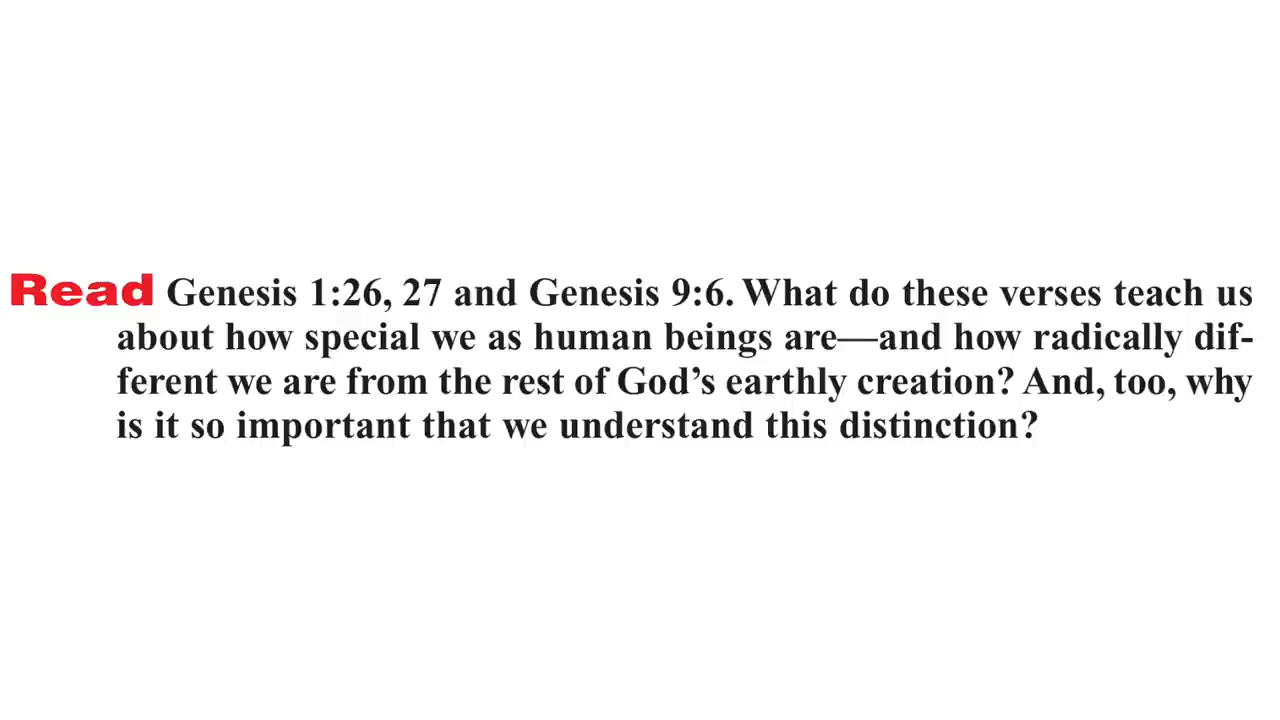 Read Genesis 1:26, 27 and Genesis 9:6. What do these verses teach us
about how special we as human beings are—and how radically dif-
ferent we are from the rest of God’s earthly creation? And, too, why
is it so important that we understand this distinction?